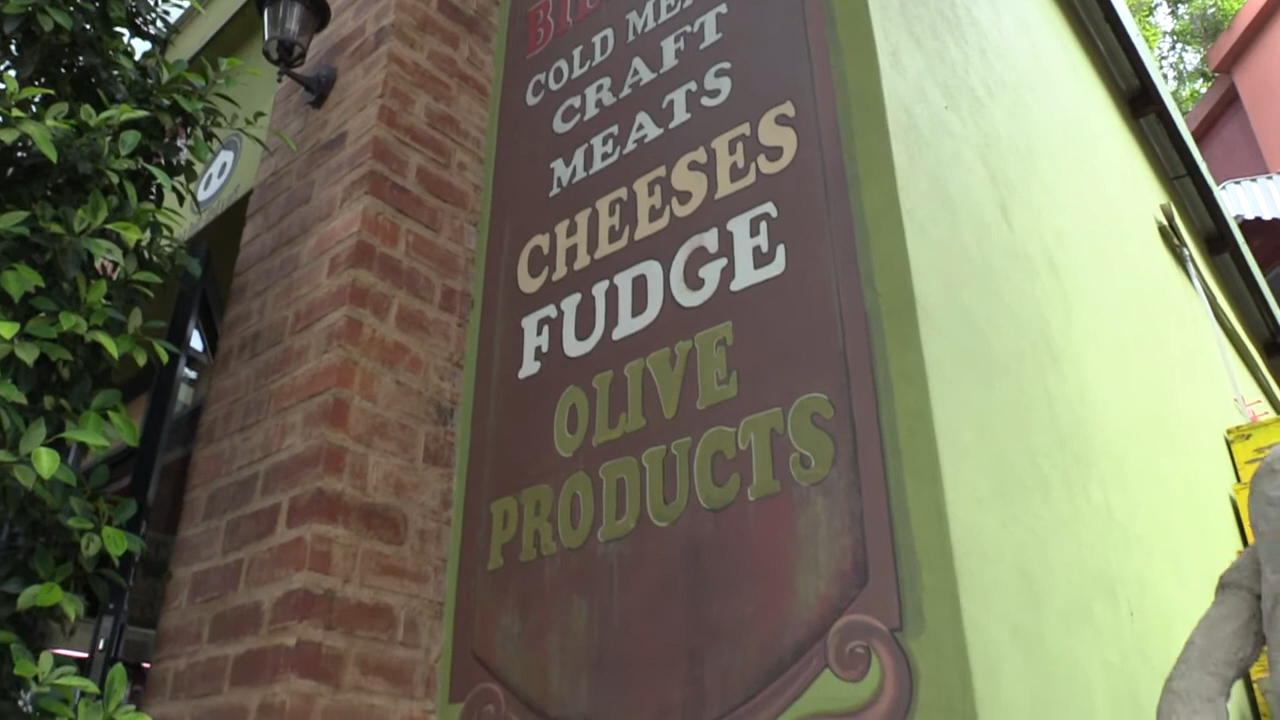 COLD
CRAFT
MEATS
CHEESES
FUDGE
OLIVE
PRODUCTS